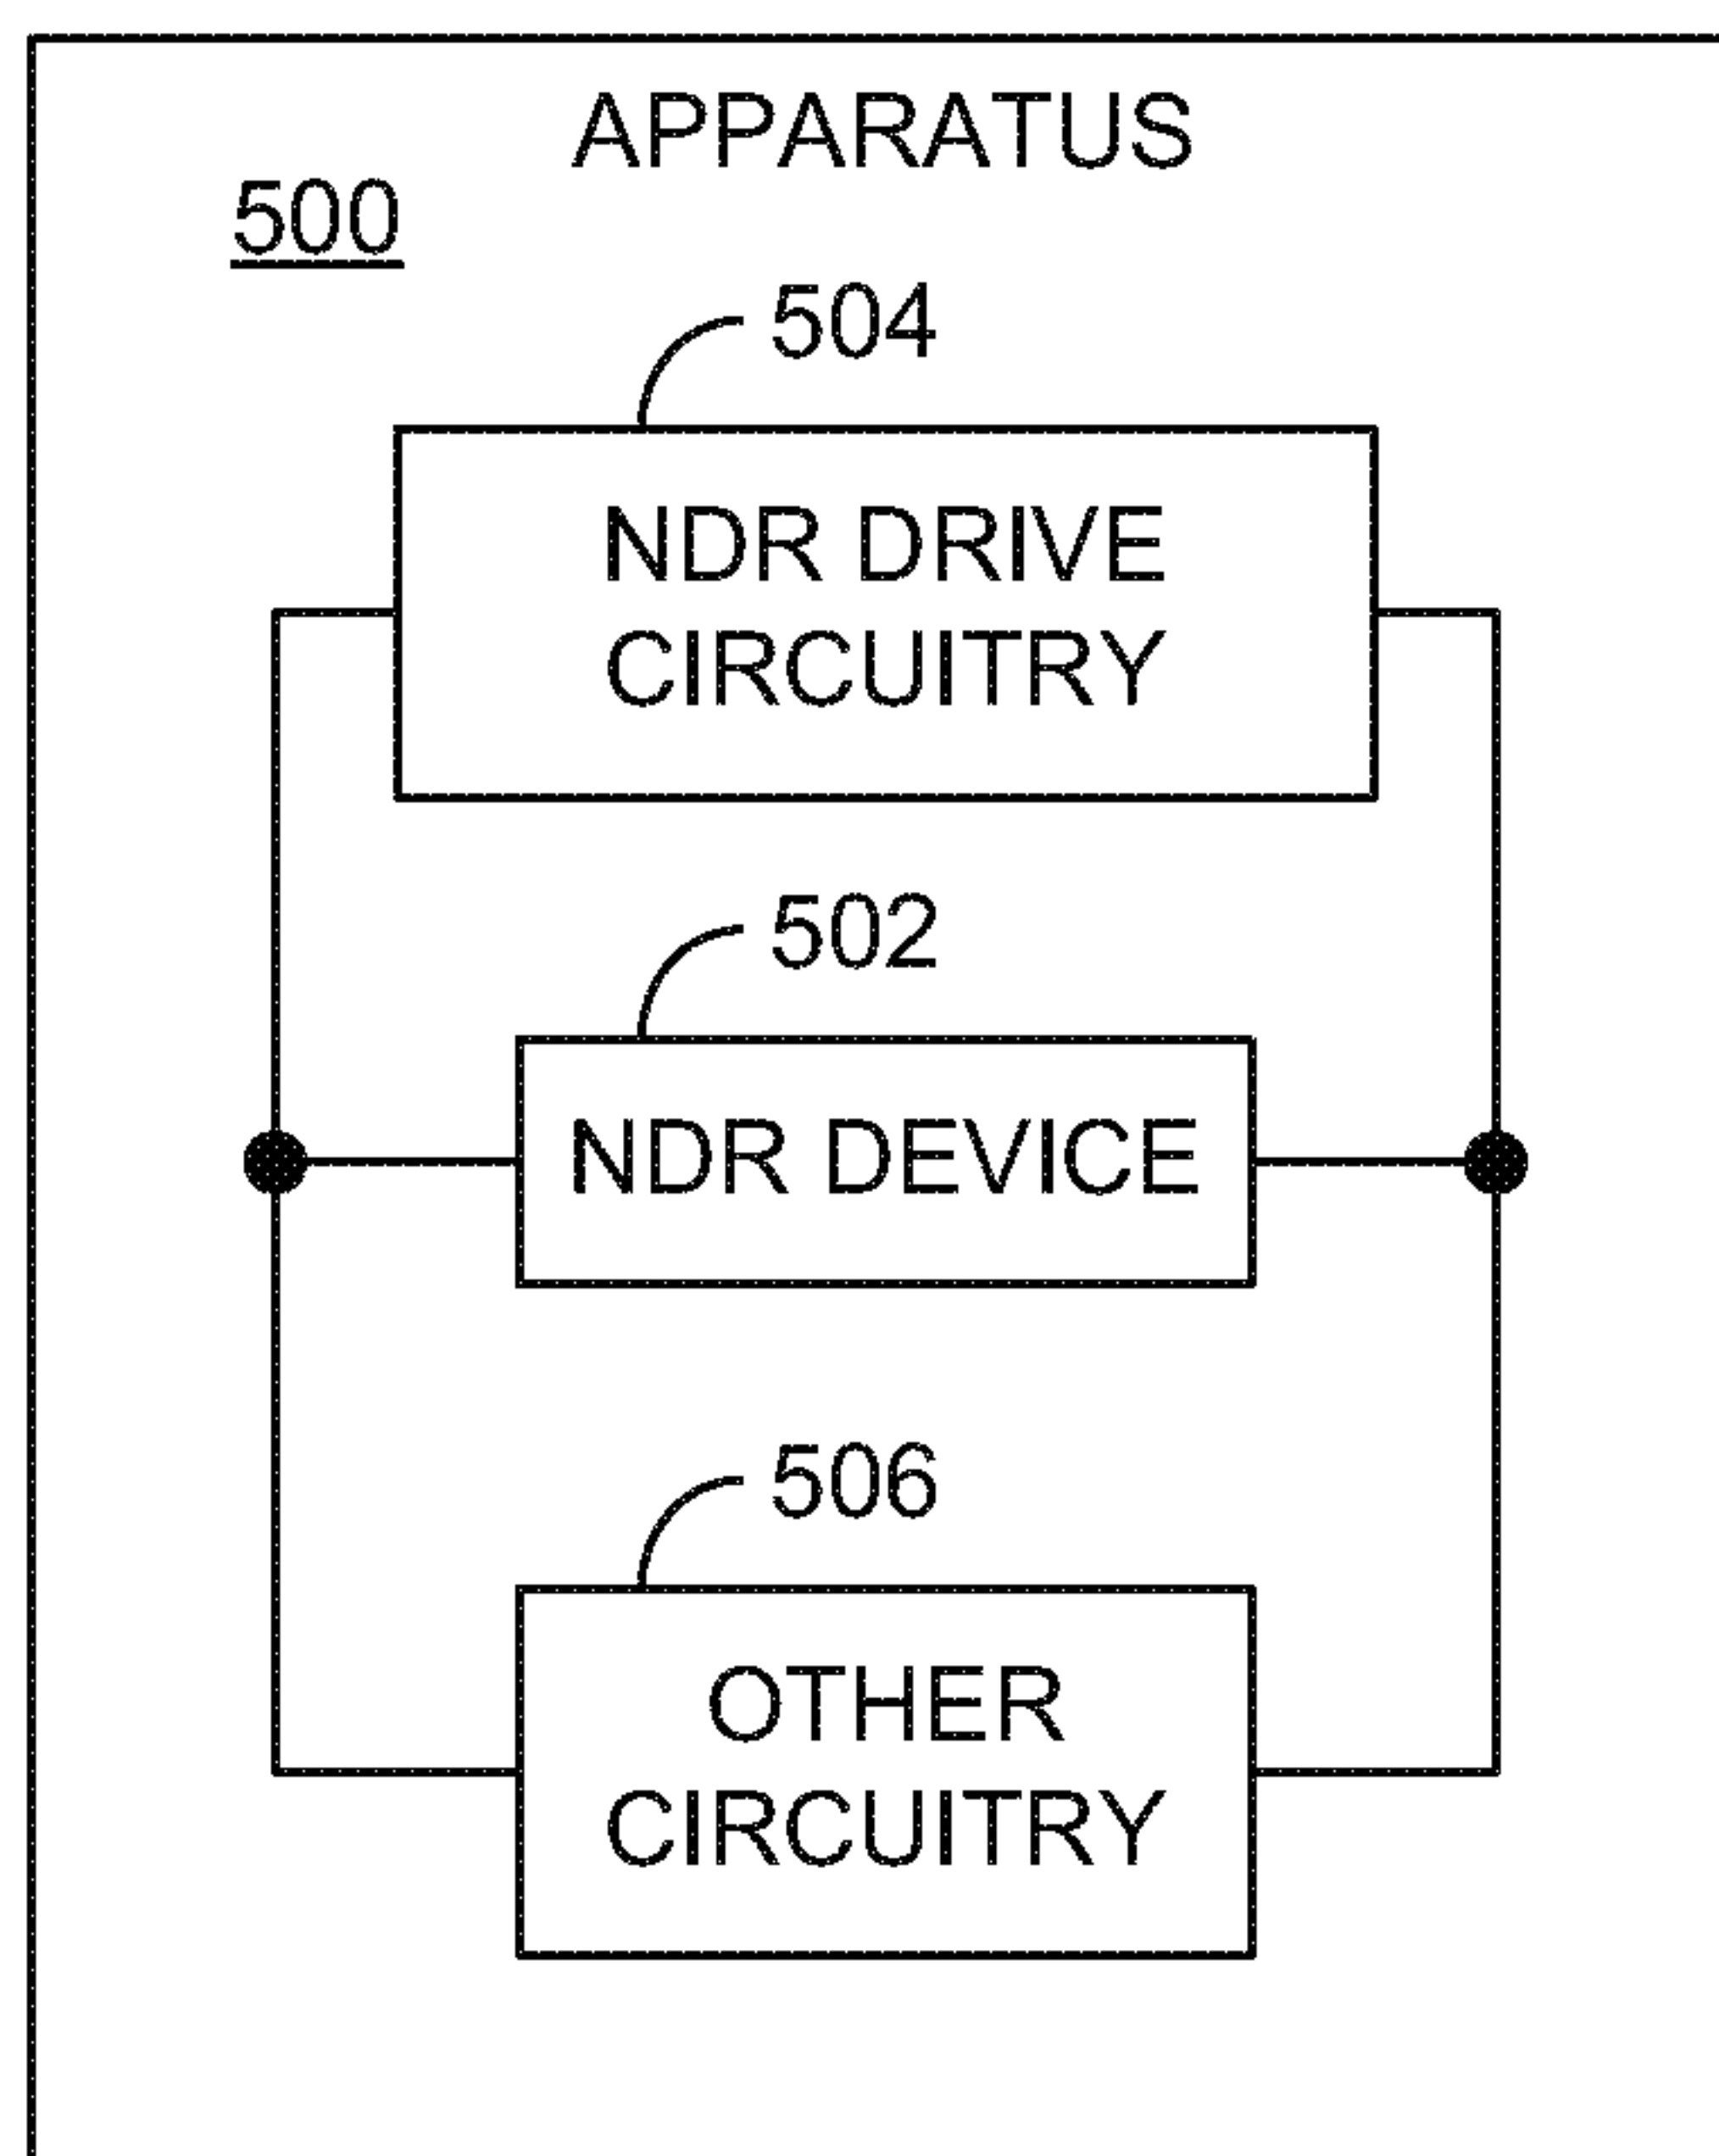 APPARATUS
500
504
NDR DRIVE
CIRCUITRY
502
NDR DEVICE
506
OTHER
CIRCUITRY